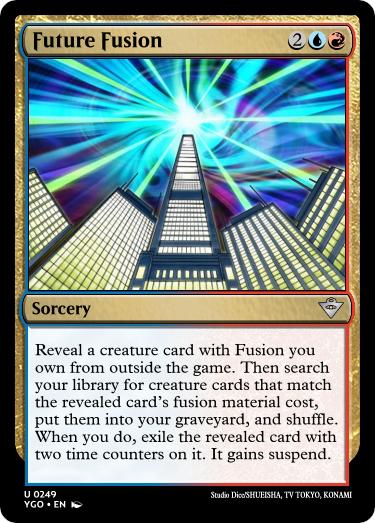 Future Fusion 2
Sorcery
Reveal a creature card with Fusion you
own from outside the game. Then search
your library for creature cards that match
the revealed card's fusion material cost,
put them into your graveyard, and shuffle.
When you do, exile the revealed card with
two time counters on it. It gains suspend.
U 0249
YGO • EN Studio Dice/SHUEISHA, TV TOKYO, KONAMI